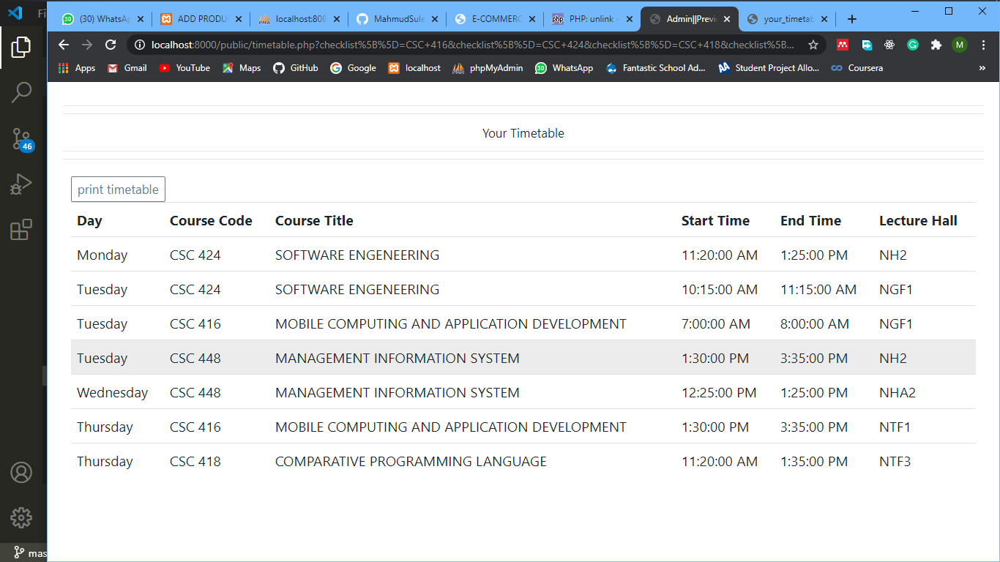 Fi
(30) WhatsAp
ADD PRODU
localhost:808
MahmudSule
E-COMMERC
PHP: unlink -
Admin||Previ
your_timetab
localhost:8000/public/timetable.php?checklist%5B%5D=CSC+416&checklist%5B%5D=CSC+424&checklist%5B%5D=CSC+418&checklist%5B%5D=C...
M
Apps Gmail YouTube Maps GitHub Google localhost phpMyAdmin 30 WhatsApp Fantastic School Ad... Student Project Allo... Coursera »
Your Timetable
46
print timetable
Day Course Code Course Title Start Time End Time Lecture Hall
Monday CSC 424 SOFTWARE ENGENEERING 11:20:00 AM 1:25:00 PM NH2
Tuesday CSC 424 SOFTWARE ENGENEERING 10:15:00 AM 11:15:00 AM NGF1
Tuesday CSC 416 MOBILE COMPUTING AND APPLICATION DEVELOPMENT 7:00:00 AM 8:00:00 AM NGF1
Tuesday CSC 448 MANAGEMENT INFORMATION SYSTEM 1:30:00 PM 3:35:00 PM NH2
Wednesday CSC 448 MANAGEMENT INFORMATION SYSTEM 12:25:00 PM 1:25:00 PM NHA2
Thursday CSC 416 MOBILE COMPUTING AND APPLICATION DEVELOPMENT 1:30:00 PM 3:35:00 PM NTF1
Thursday CSC 418 COMPARATIVE PROGRAMMING LANGUAGE 11:20:00 AM 1:35:00 PM NTF3
mas